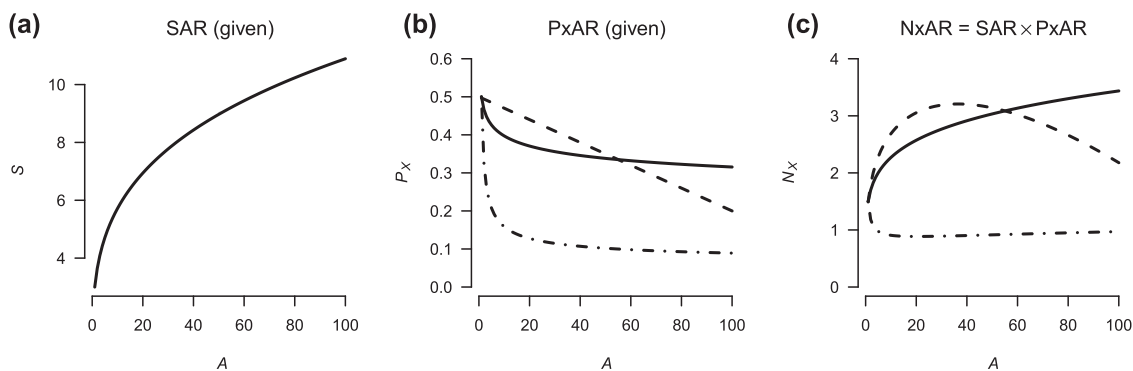 (a) SAR (given)
S
10
8
6
4
0 20 40 60 80 100
A
(b) PxAR (given)
PX
0.6
0.5
0.4
0.3
0.2
0.1
0.0
0 20 40 60 80 100
A
(c) NxAR = SAR × PxAR
NX
4
3
2
1
0
0 20 40 60 80 100
A